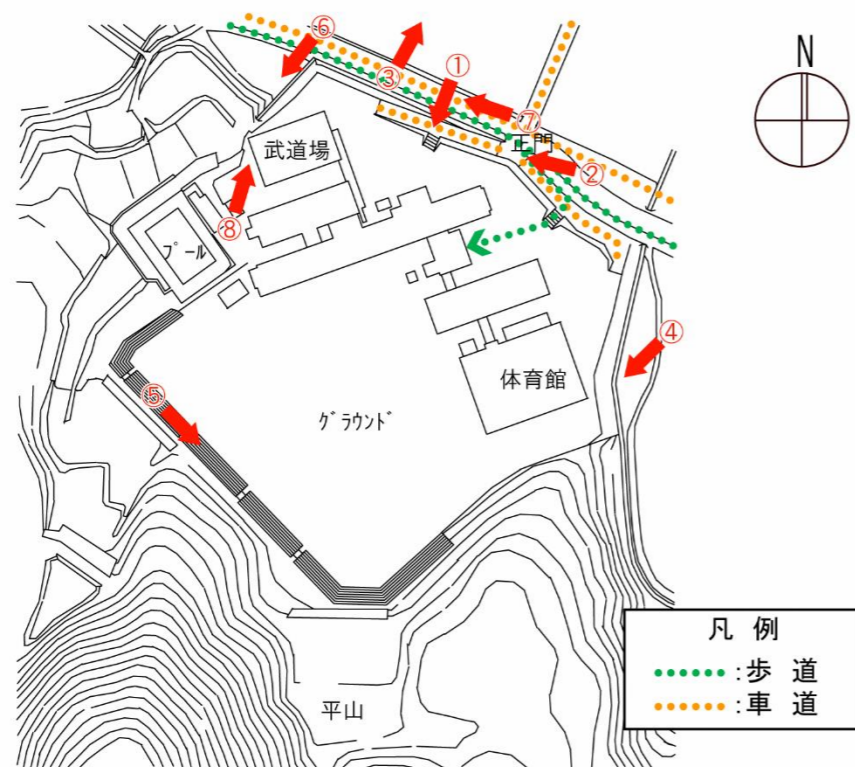 ⑥
③
①
N
⑦
正門
②
武道場
⑧
プール
④
体育館
⑤
グラウンド
凡 例
:歩 道
:車 道
平山